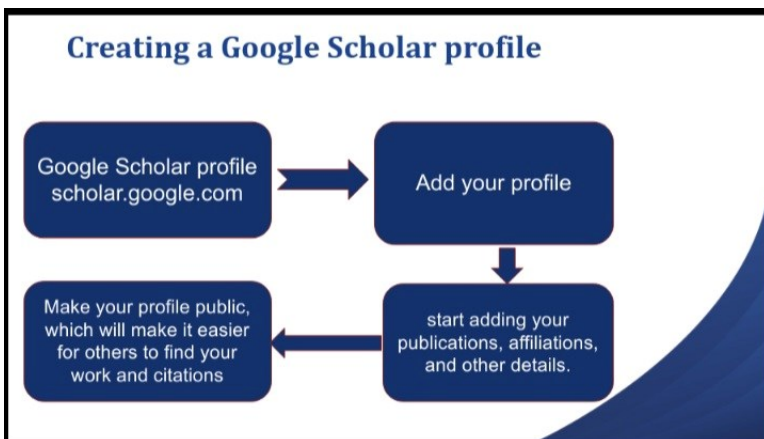 Creating a Google Scholar profile
Google Scholar profile
scholar.google.com
Add your profile
start adding your
publications, affiliations,
and other details.
Make your profile public,
which will make it easier
for others to find your
work and citations